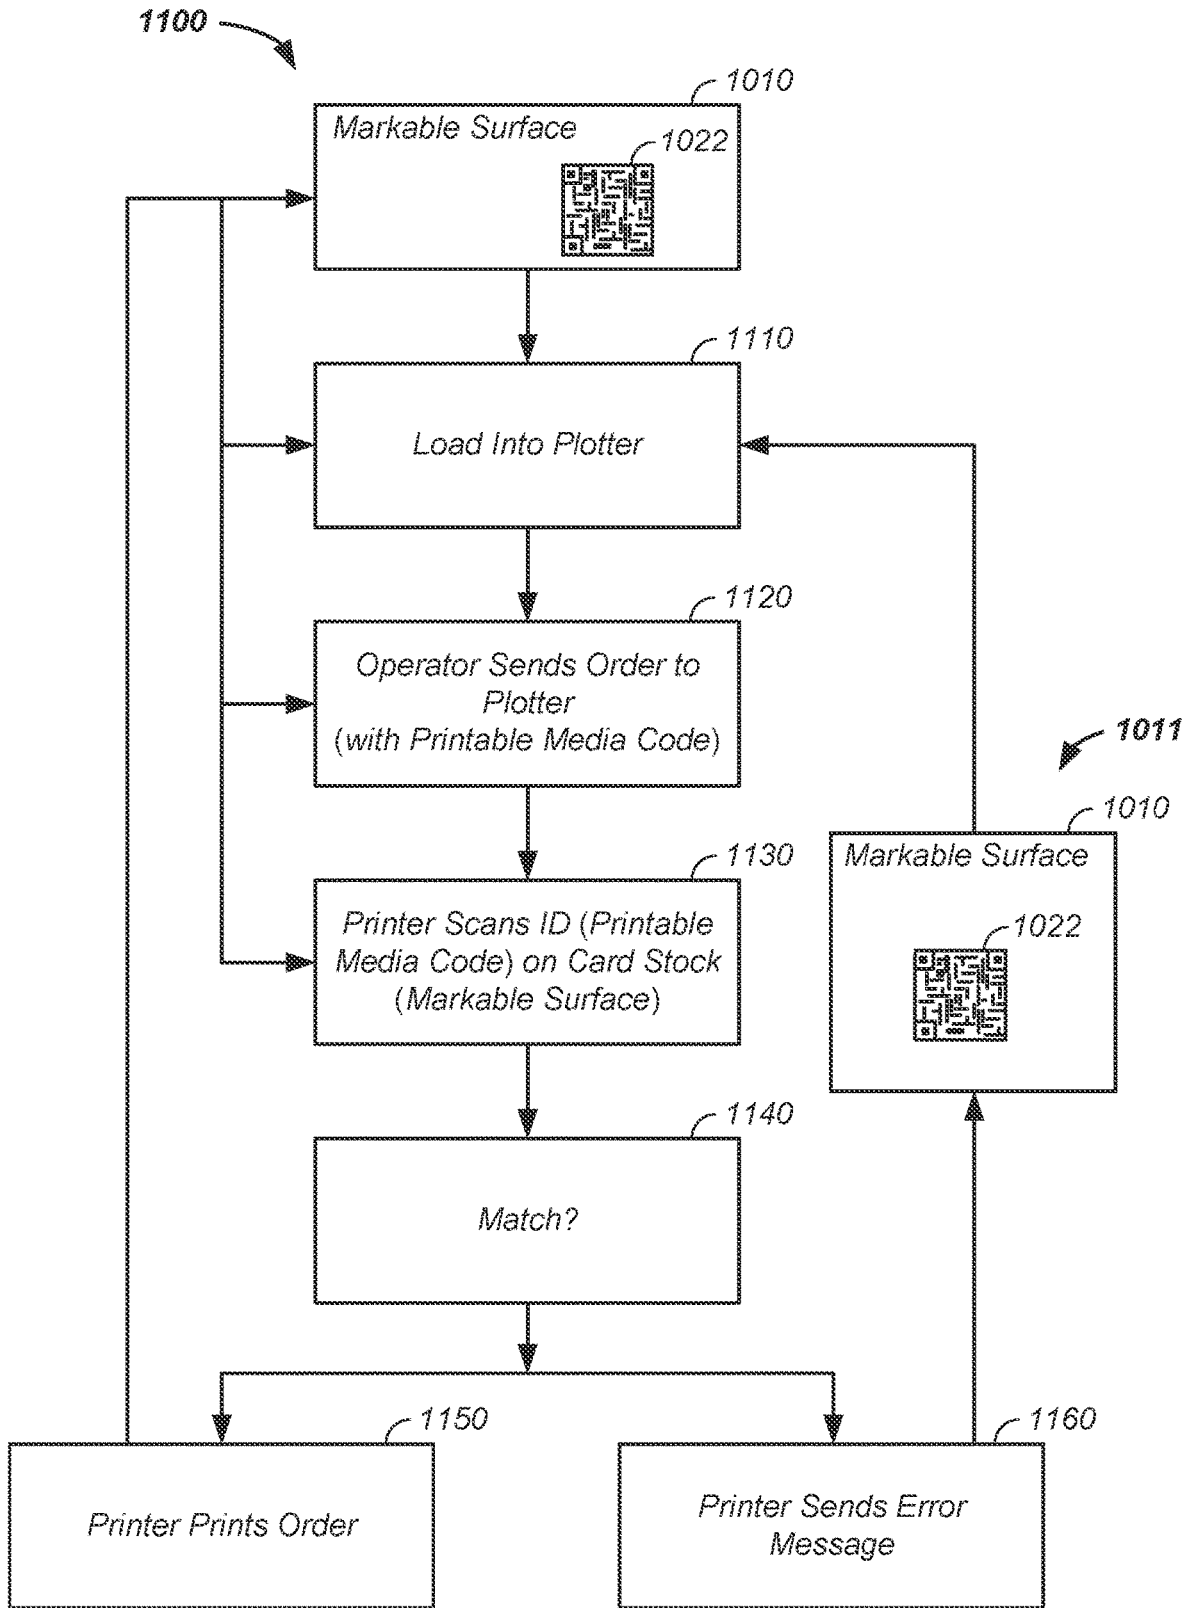 1100
1010
Markable Surface
1022
1110
Load Into Plotter
1120
Operator Sends Order to
Plotter
(with Printable Media Code)
1011
1010
Markable Surface
1022
1130
Printer Scans ID (Printable
Media Code) on Card Stock
(Markable Surface)
1140
Match?
1150
Printer Prints Order
1160
Printer Sends Error
Message